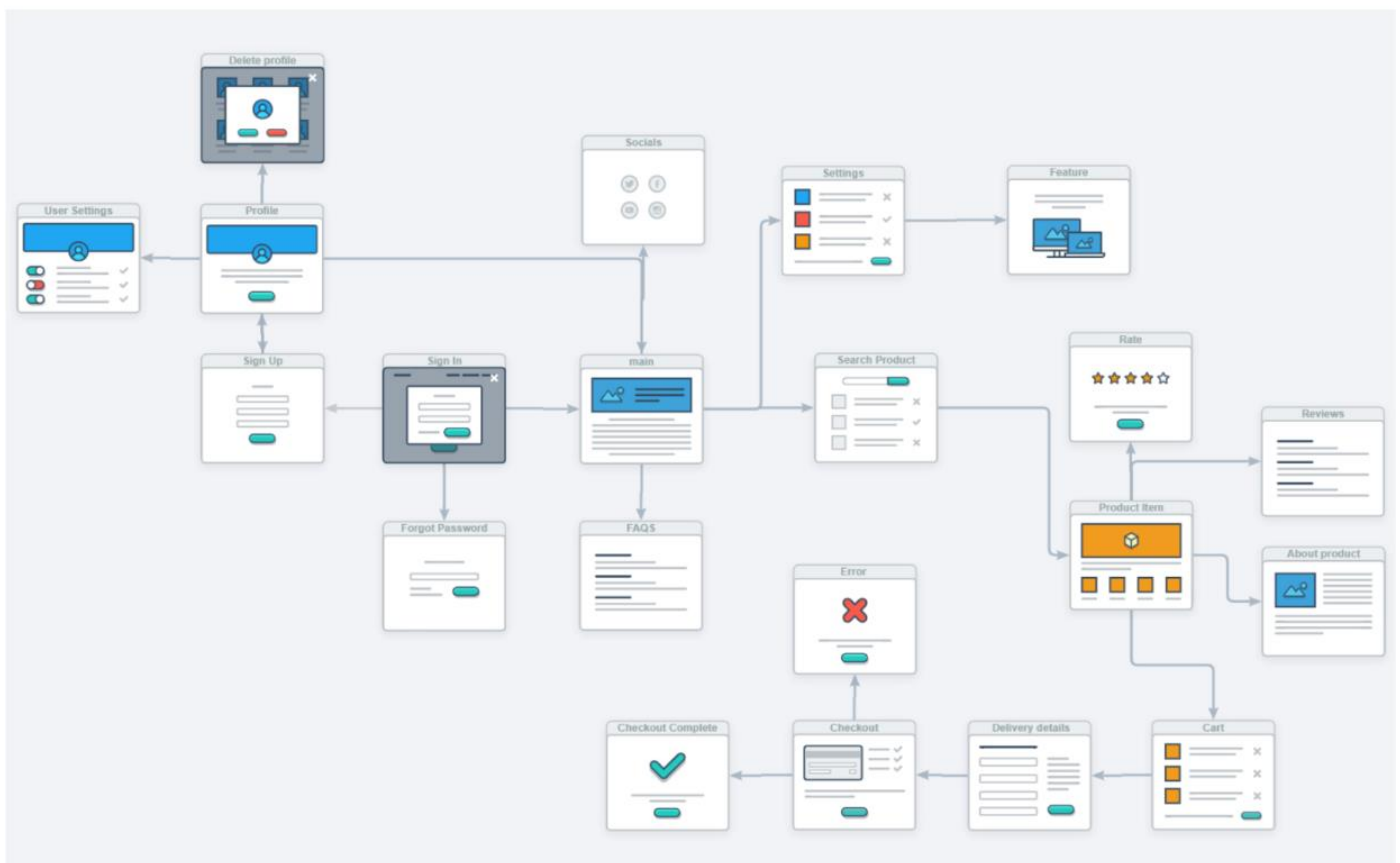 Delete profile
Socials
Settings
Feature
User Settings
Profile
Rate
Sign Up
Sign In
main
Search Product
Reviews
Product Item
Forgot Password
FAQS
About product
Error
Checkout Complete
Checkout
Delivery details
Cart